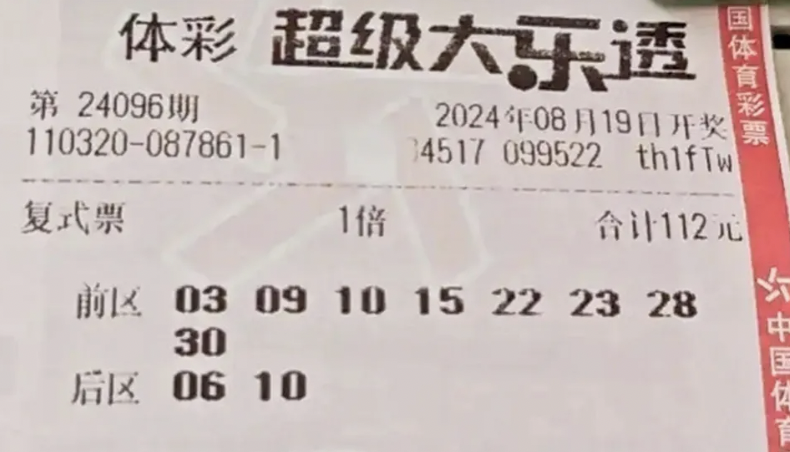 体彩 超级大乐透
第 24096期 2024年08月19日开奖
110320-087861-1 4517 099522 th1fTw
复式票 1倍 合计112元
前区 03 09 10 15 22 23 28
30
后区 06 10
国体育彩票
中国体育